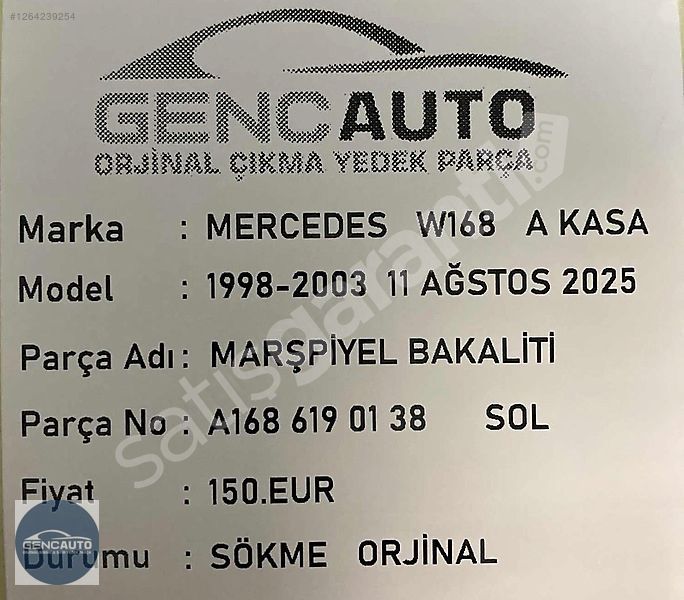 #1264239254
GENCAUTO
ORJİNAL ÇIKMA YEDEK PARÇA
Marka : MERCEDES W168 A KASA
Model : 1998-2003 11 AĞSTOS 2025
Parça Adı : MARŞPİYEL BAKALİTİ
Parça No : A168 619 01 38 SOL
Fiyat : 150.EUR
Durumu : SÖKME ORJİNAL
satışgaranti.com
GENCAUTO